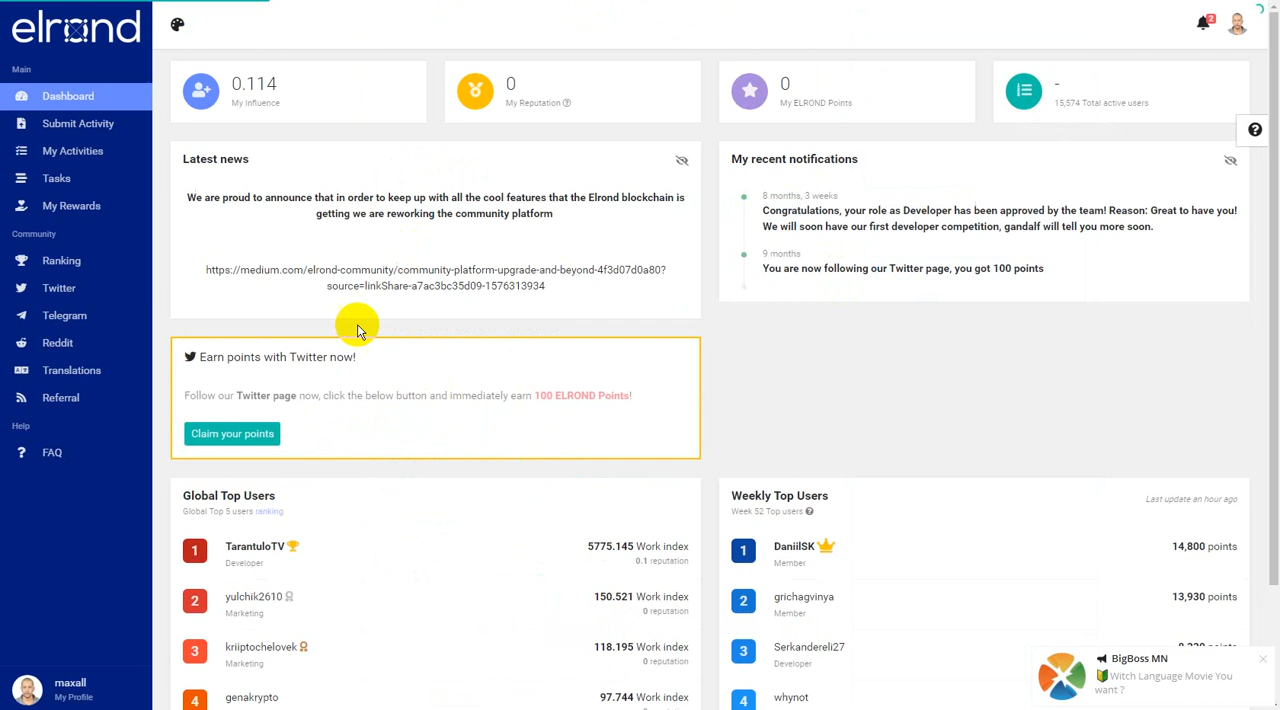 elrond
2
Main
Dashboard
Submit Activity
My Activities
Tasks
My Rewards
Community
Ranking
Twitter
Telegram
Reddit
Translations
Referral
Help
FAQ
maxall
My Profile
0.114
My Influence
0
My Reputation
0
My ELROND Points
-
15,574 Total active users
Latest news
We are proud to announce that in order to keep up with all the cool features that the Elrond blockchain is
getting we are reworking the community platform
https://medium.com/elrond-community/community-platform-upgrade-and-beyond-4f3d07d0a80?
source=linkShare-a7ac3bc35d09-1576313934
My recent notifications
8 months, 3 weeks
Congratulations, your role as Developer has been approved by the team! Reason: Great to have you!
We will soon have our first developer competition, gandalf will tell you more soon.
9 months
You are now following our Twitter page, you got 100 points
Earn points with Twitter now!
Follow our Twitter page now, click the below button and immediately earn 100 ELROND Points!
Claim your points
Global Top Users
Global Top 5 users ranking
1 TarantuloTV 5775.145 Work index
Developer 0.1 reputation
2 yulchik2610 150.521 Work index
Marketing 0 reputation
3 kriiptochelovek 118.195 Work index
Marketing 0 reputation
4 genakrypto 97.744 Work index
Weekly Top Users
Last update an hour ago
Week 52 Top users
1 DaniilSK 14,800 points
Member
2 grichagvinya 13,930 points
Member
3 Serkandereli27
Developer
4 whynot
BigBoss MN
Witch Language Movie You
want ?